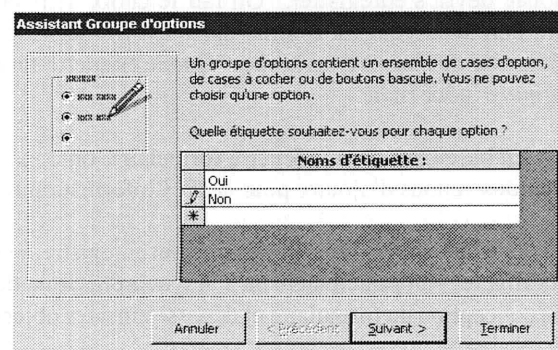 Assistant Groupe d'options
Un groupe d'options contient un ensemble de cases d'option,
de cases à cocher ou de boutons bascule. Vous ne pouvez
choisir qu'une option.
Quelle étiquette souhaitez-vous pour chaque option ?
Noms d'étiquette :
Oui
Non
Annuler
< Précédent
Suivant >
Terminer